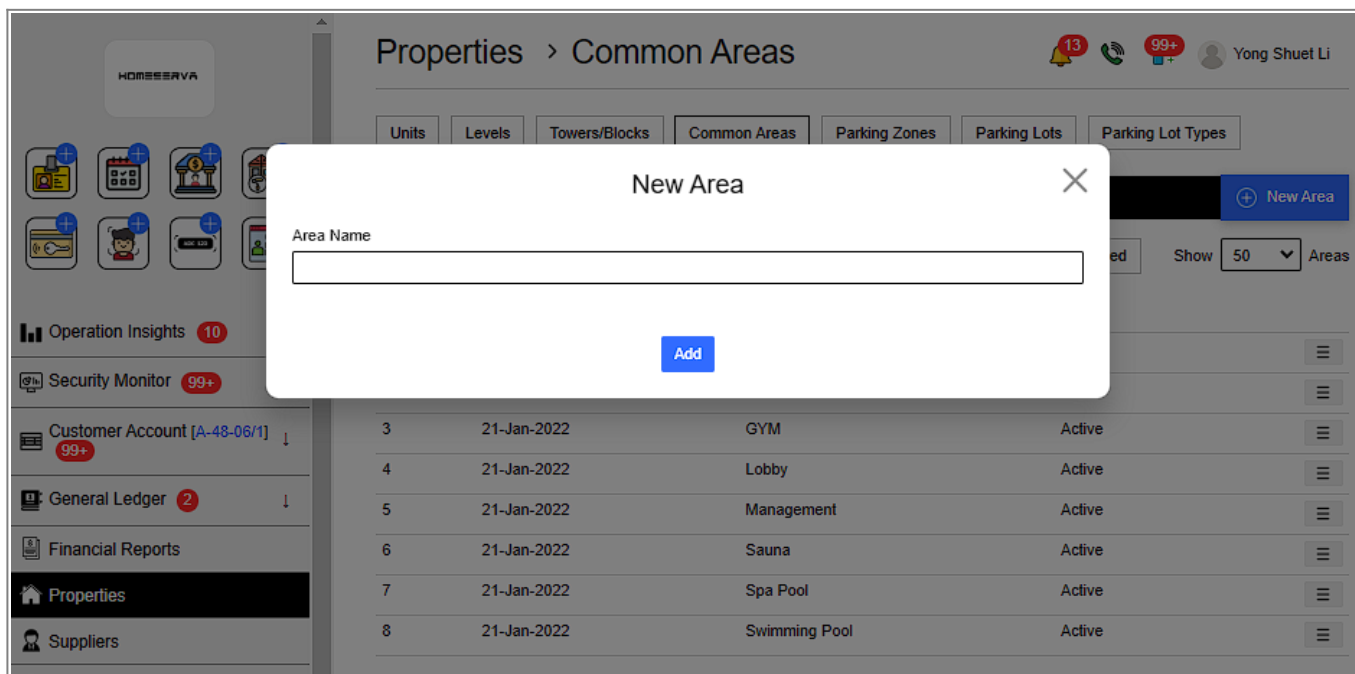 HOMESERVA
Properties > Common Areas
13
99+
Yong Shuet Li
Units Levels Towers/Blocks Common Areas Parking Zones Parking Lots Parking Lot Types
New Area
New Area
Area Name
ed Show 50 Areas
Add
Operation Insights 10
Security Monitor 99+
Customer Account [A-48-06/1] ↓
99+
General Ledger 2 ↓
Financial Reports
Properties
Suppliers
3 21-Jan-2022 GYM Active
4 21-Jan-2022 Lobby Active
5 21-Jan-2022 Management Active
6 21-Jan-2022 Sauna Active
7 21-Jan-2022 Spa Pool Active
8 21-Jan-2022 Swimming Pool Active